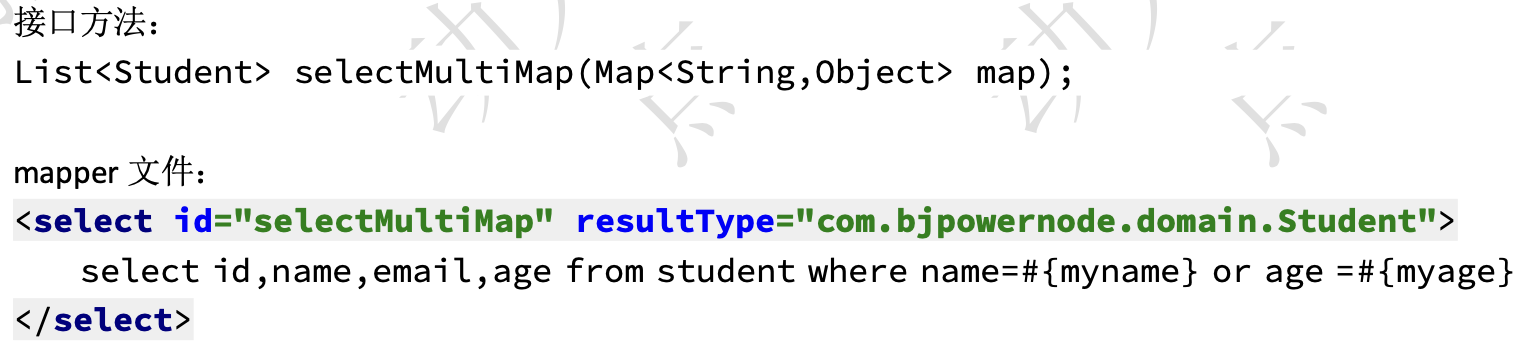 接口方法：
List<Student> selectMultiMap(Map<String,Object> map);
mapper 文件：
<select id="selectMultiMap" resultType="com.bjpowernode.domain.Student">
select id,name,email,age from student where name=#{myname} or age =#{myage}
</select>